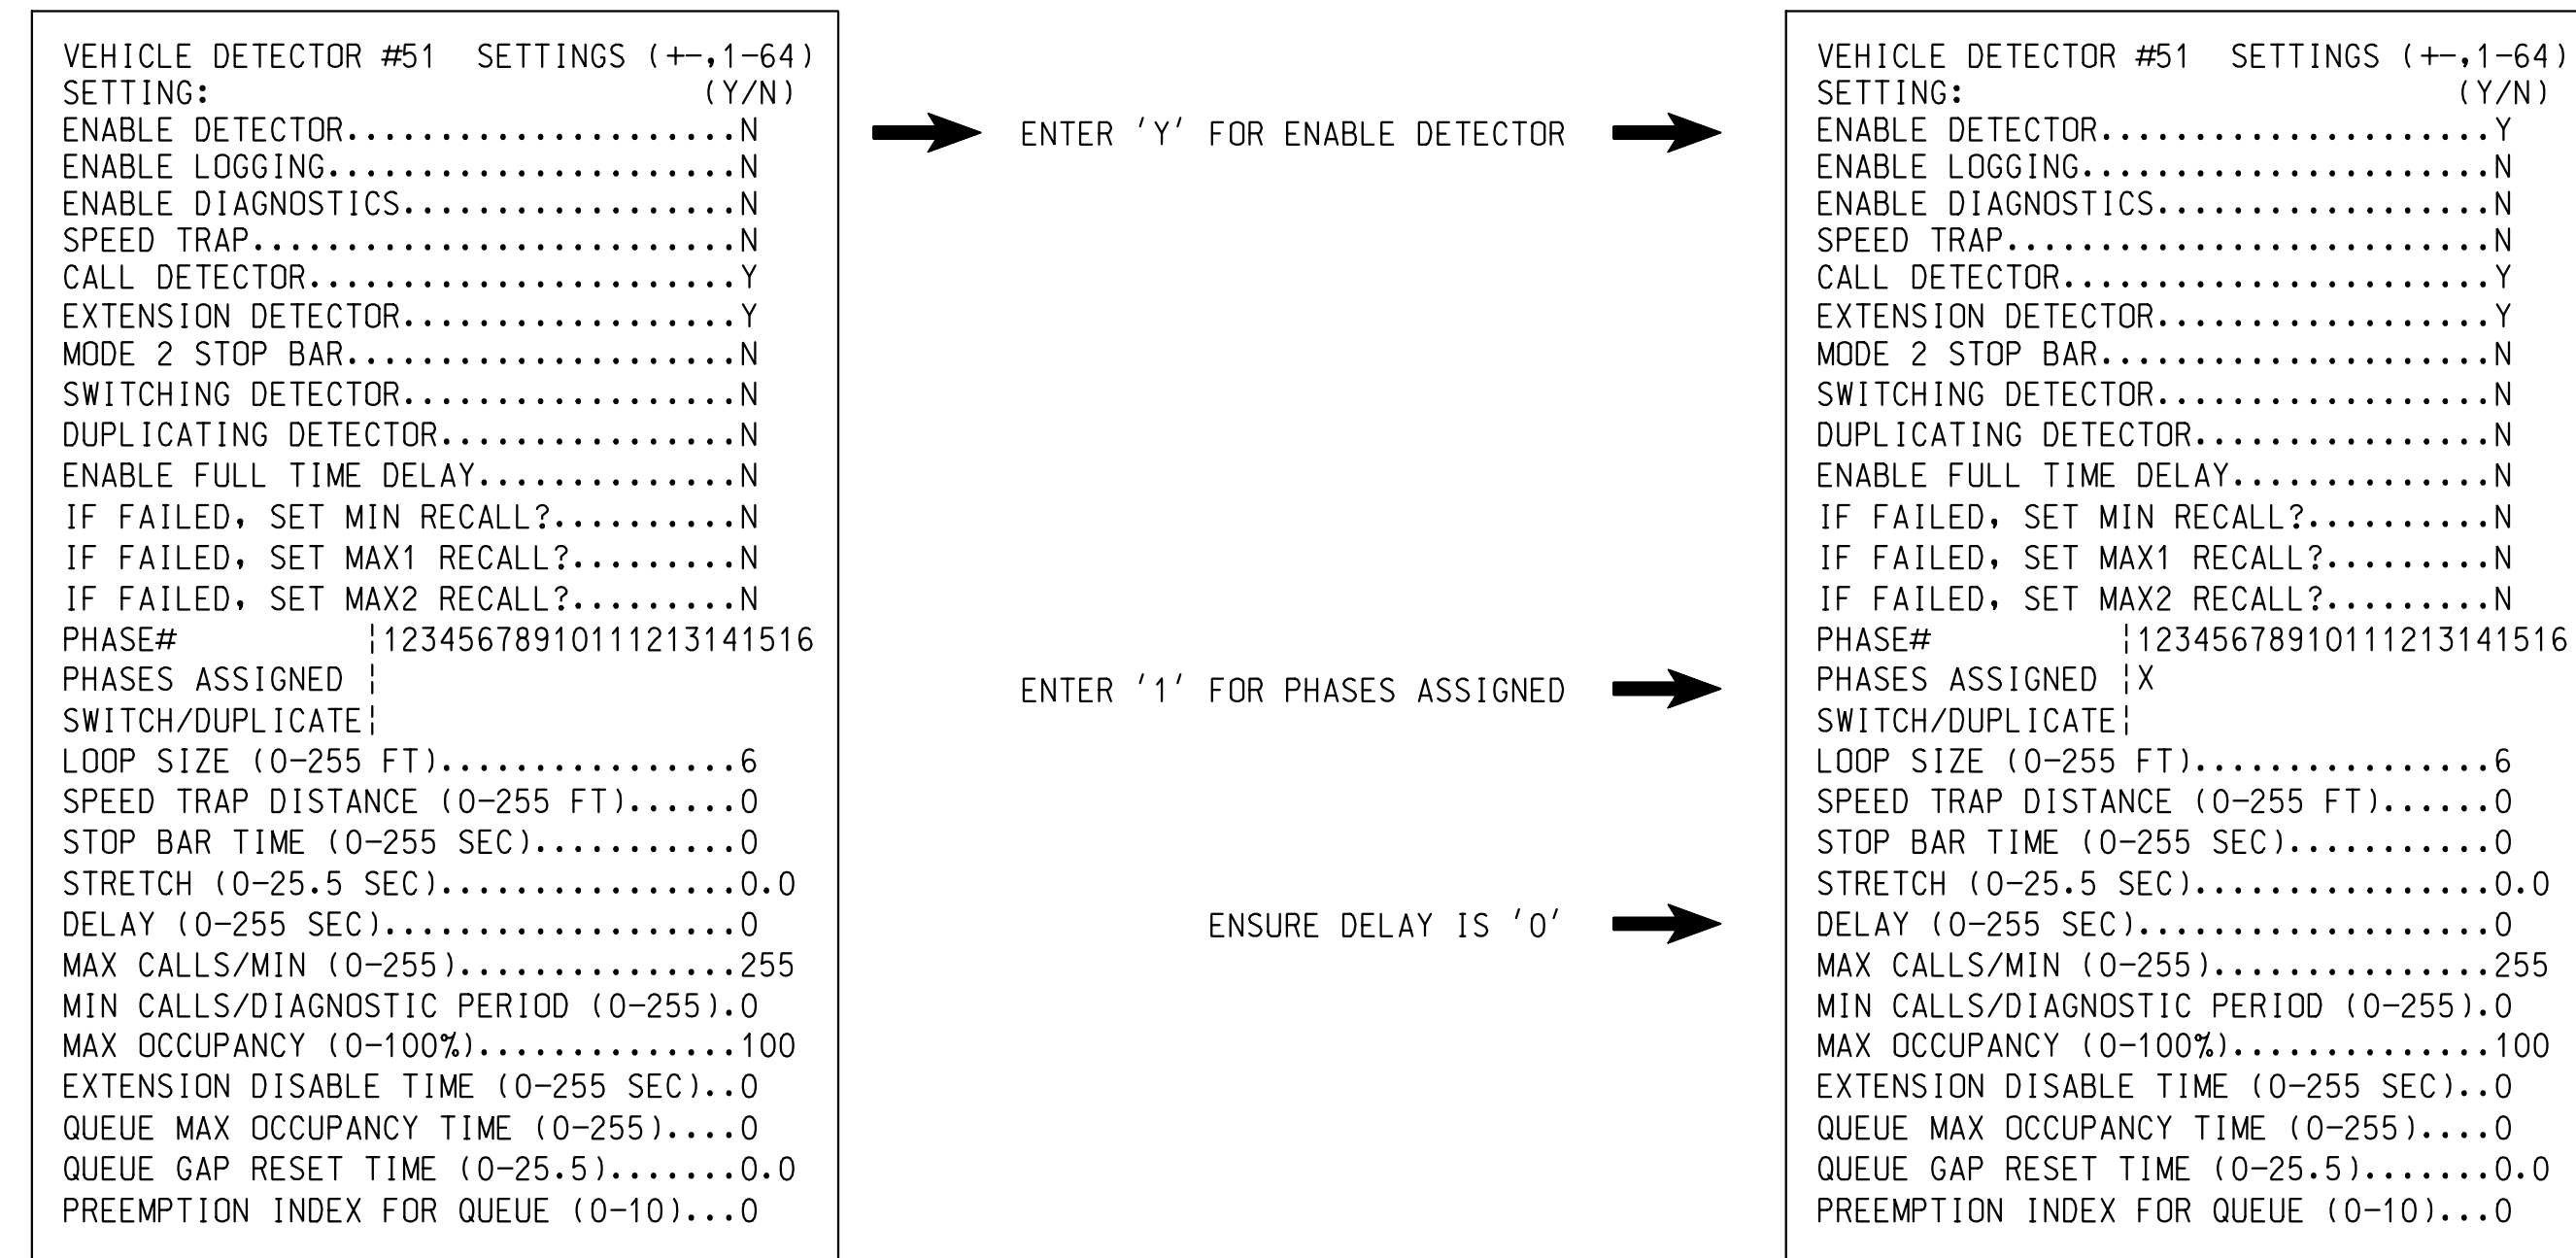 VEHICLE DETECTOR #51  SETTINGS (+-,1-64)
SETTING:                          (Y/N)
ENABLE DETECTOR.....................N
ENABLE LOGGING......................N
ENABLE DIAGNOSTICS..................N
SPEED TRAP..........................N
CALL DETECTOR.......................Y
EXTENSION DETECTOR..................Y
MODE 2 STOP BAR.....................N
SWITCHING DETECTOR..................N
DUPLICATING DETECTOR................N
ENABLE FULL TIME DELAY..............N
IF FAILED, SET MIN RECALL?..........N
IF FAILED, SET MAX1 RECALL?.........N
IF FAILED, SET MAX2 RECALL?.........N
PHASE#          ¦12345678910111213141516
PHASES ASSIGNED ¦
SWITCH/DUPLICATE¦
LOOP SIZE (0-255 FT)................6
SPEED TRAP DISTANCE (0-255 FT)......0
STOP BAR TIME (0-255 SEC)...........0
STRETCH (0-25.5 SEC)................0.0
DELAY (0-255 SEC)...................0
MAX CALLS/MIN (0-255)...............255
MIN CALLS/DIAGNOSTIC PERIOD (0-255).0
MAX OCCUPANCY (0-100%)..............100
EXTENSION DISABLE TIME (0-255 SEC)..0
QUEUE MAX OCCUPANCY TIME (0-255)....0
QUEUE GAP RESET TIME (0-25.5).......0.0
PREEMPTION INDEX FOR QUEUE (0-10)...0
ENTER 'Y' FOR ENABLE DETECTOR
ENTER '1' FOR PHASES ASSIGNED
ENSURE DELAY IS '0'
VEHICLE DETECTOR #51  SETTINGS (+-,1-64)
SETTING:                          (Y/N)
ENABLE DETECTOR.....................Y
ENABLE LOGGING......................N
ENABLE DIAGNOSTICS..................N
SPEED TRAP..........................N
CALL DETECTOR.......................Y
EXTENSION DETECTOR..................Y
MODE 2 STOP BAR.....................N
SWITCHING DETECTOR..................N
DUPLICATING DETECTOR................N
ENABLE FULL TIME DELAY..............N
IF FAILED, SET MIN RECALL?..........N
IF FAILED, SET MAX1 RECALL?.........N
IF FAILED, SET MAX2 RECALL?.........N
PHASE#          ¦12345678910111213141516
PHASES ASSIGNED ¦X
SWITCH/DUPLICATE¦
LOOP SIZE (0-255 FT)................6
SPEED TRAP DISTANCE (0-255 FT)......0
STOP BAR TIME (0-255 SEC)...........0
STRETCH (0-25.5 SEC)................0.0
DELAY (0-255 SEC)...................0
MAX CALLS/MIN (0-255)...............255
MIN CALLS/DIAGNOSTIC PERIOD (0-255).0
MAX OCCUPANCY (0-100%)..............100
EXTENSION DISABLE TIME (0-255 SEC)..0
QUEUE MAX OCCUPANCY TIME (0-255)....0
QUEUE GAP RESET TIME (0-25.5).......0.0
PREEMPTION INDEX FOR QUEUE (0-10)...0